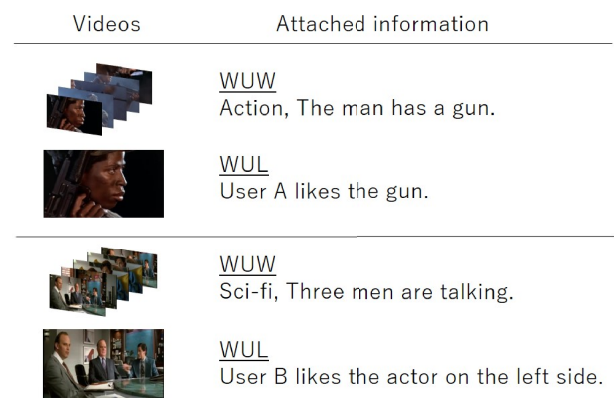 Videos Attached information
WUW
Action, The man has a gun.
WUL
User A likes the gun.
WUW
Sci-fi, Three men are talking.
WUL
User B likes the actor on the left side.